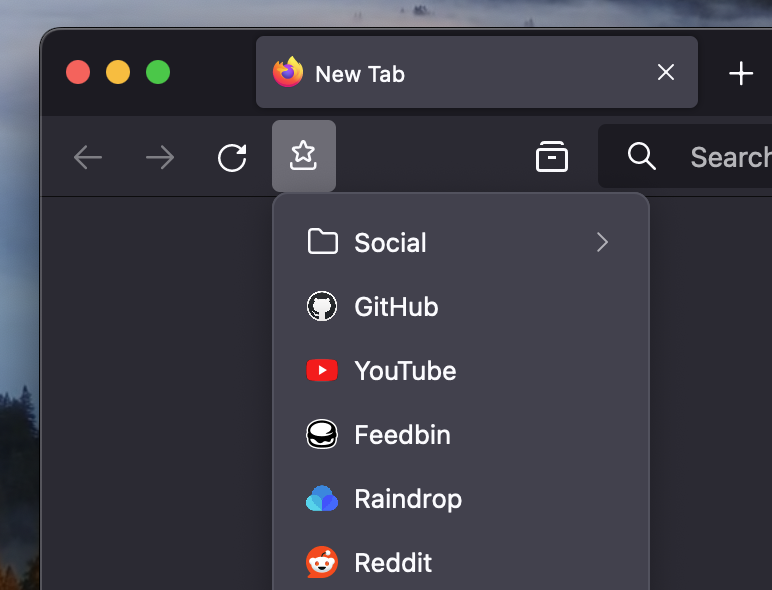 New Tab
Search
Social
GitHub
YouTube
Feedbin
Raindrop
Reddit